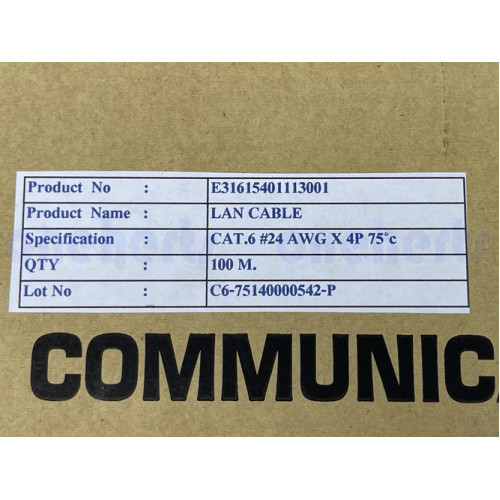 Product No : E31615401113001
Product Name : LAN CABLE
Specification : CAT.6 #24 AWG X 4P 75°c
QTY : 100 M.
Lot No : C6-75140000542-P
COMMUNICA